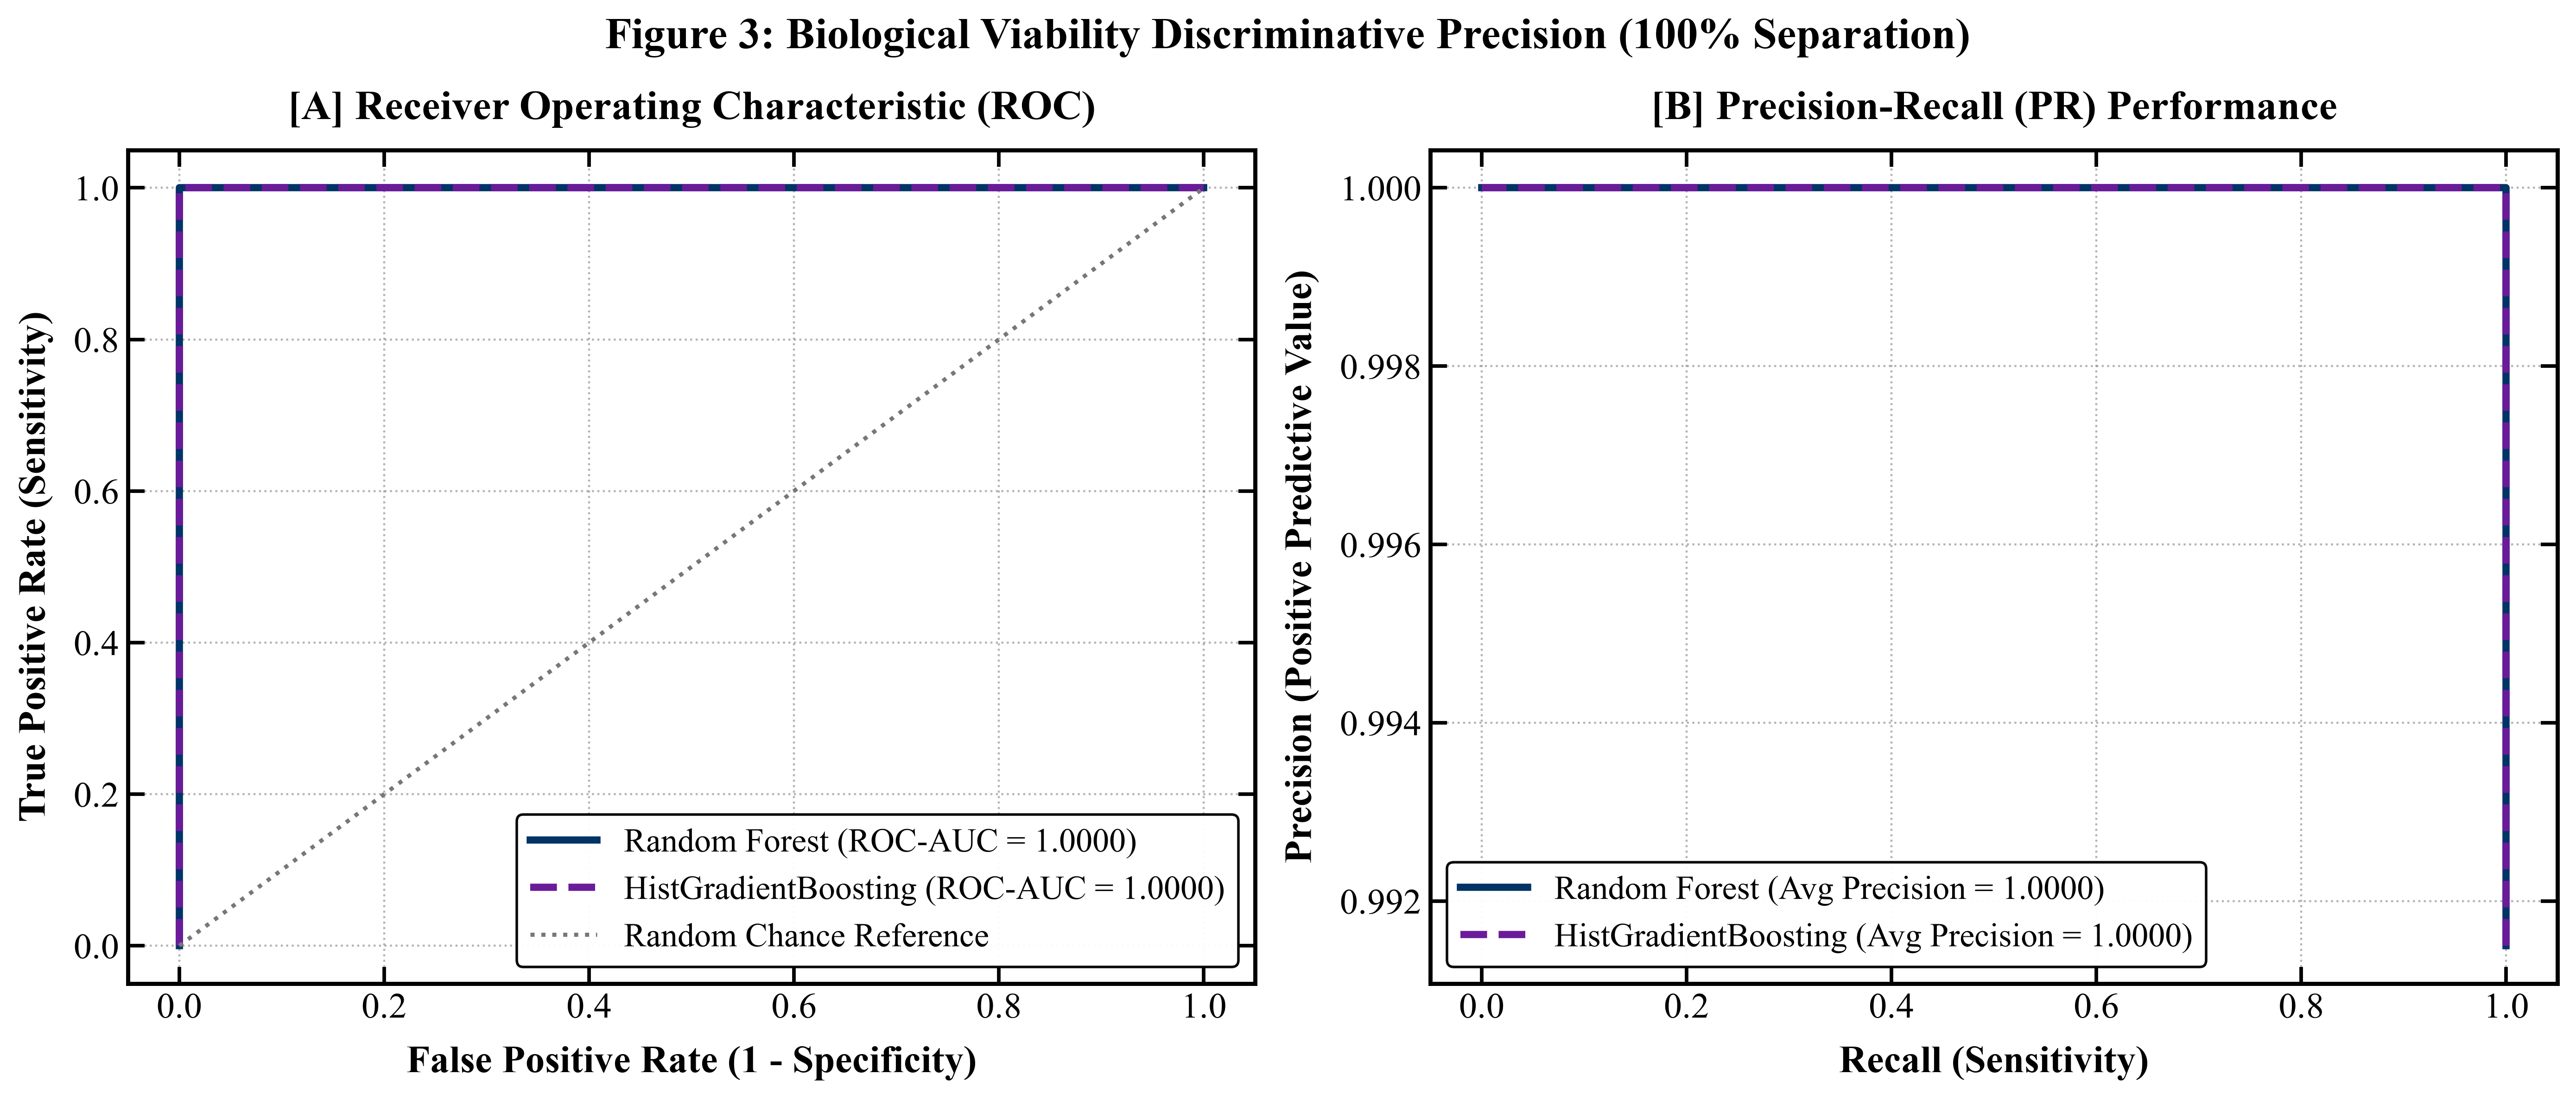 Figure 3: Biological Viability Discriminative Precision (100% Separation)
[A] Receiver Operating Characteristic (ROC)
True Positive Rate (Sensitivity)
1.0
0.8
0.6
0.4
0.2
0.0
Random Forest (ROC-AUC = 1.0000)
HistGradientBoosting (ROC-AUC = 1.0000)
Random Chance Reference
0.0 0.2 0.4 0.6 0.8 1.0
False Positive Rate (1 - Specificity)
[B] Precision-Recall (PR) Performance
Precision (Positive Predictive Value)
1.000
0.998
0.996
0.994
0.992
Random Forest (Avg Precision = 1.0000)
HistGradientBoosting (Avg Precision = 1.0000)
0.0 0.2 0.4 0.6 0.8 1.0
Recall (Sensitivity)